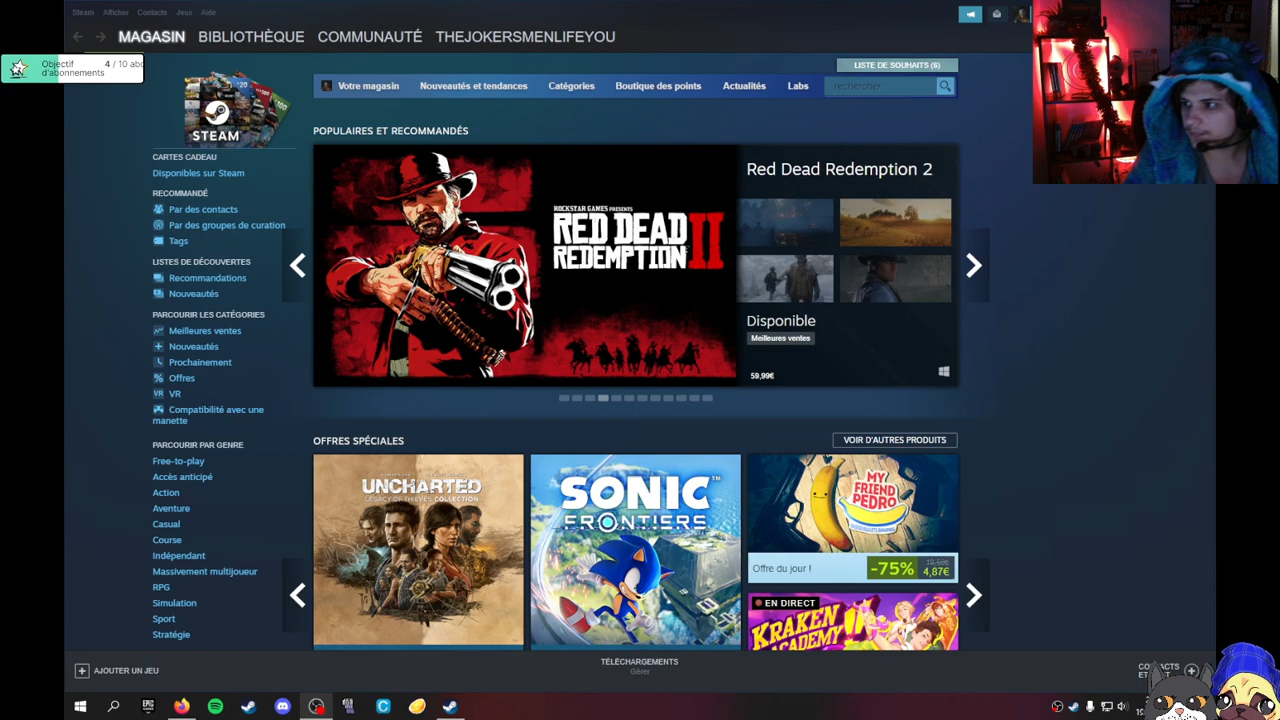 Steam Afficher Contacts Jeux Aide
MAGASIN BIBLIOTHÈQUE COMMUNAUTÉ THEJOKERSMENLIFEYOU
Objectif d'abonnements 4 / 10
LISTE DE SOUHAITS (6)
Votre magasin Nouveautés et tendances Catégories Boutique des points Actualités Labs rechercher
STEAM
CARTES CADEAU
Disponibles sur Steam
RECOMMANDÉ
Par des contacts
Par des groupes de curation
Tags
LISTES DE DÉCOUVERTES
Recommandations
Nouveautés
PARCOURIR LES CATÉGORIES
Meilleures ventes
Nouveautés
Prochainement
Offres
VR VR
Compatibilité avec une
manette
PARCOURIR PAR GENRE
Free-to-play
Accès anticipé
Action
Aventure
Casual
Course
Indépendant
Massivement multijoueur
RPG
Simulation
Sport
Stratégie
POPULAIRES ET RECOMMANDÉS
ROCKSTAR GAMES PRESENTS
RED DEAD
REDEMPTION II
Red Dead Redemption 2
Disponible
Meilleures ventes
59,99€
OFFRES SPÉCIALES
VOIR D'AUTRES PRODUITS
UNCHARTED
LEGACY OF THIEVES COLLECTION
SONIC
FRONTIERS
MY
FRIEND
PEDRO
Offre du jour ! -75% 4,87€
EN DIRECT
KRAKEN
ACADEMY
AJOUTER UN JEU
TÉLÉCHARGEMENTS
Gérer
EPIC